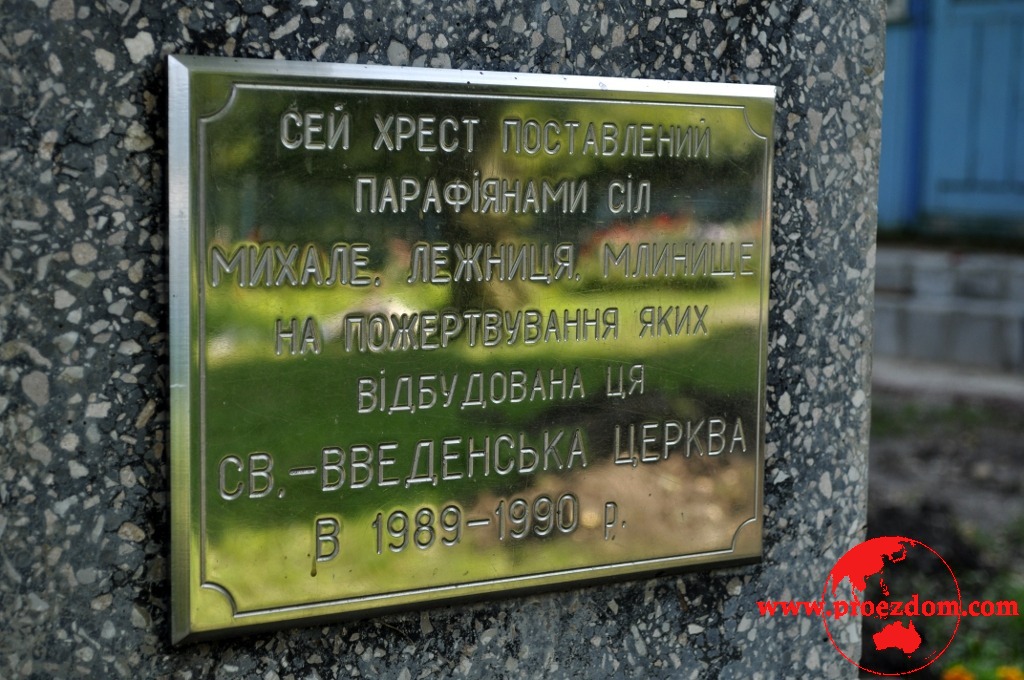 СЕЙ ХРЕСТ ПОСТАВЛЕНИЙ
ПАРАФІЯНАМИ СІЛ
МИХАЛЕ, ЛЕЖНИЦЯ, МЛИНИЩЕ
НА ПОЖЕРТВУВАННЯ ЯКИХ
ВІДБУДОВАНА ЦЯ
СВ.-ВВЕДЕНСЬКА ЦЕРКВА
В 1989-1990 р.
www.proezdom.com